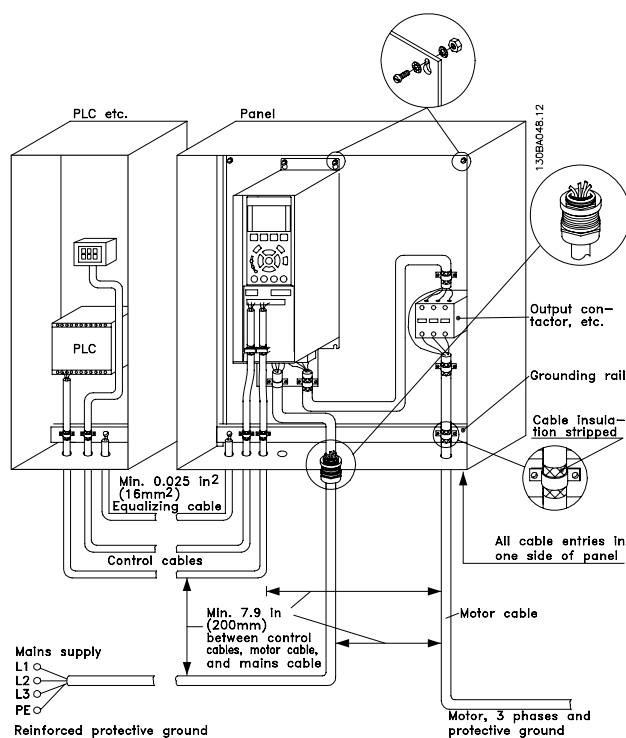 PLC etc.
Panel
130BA048.12
PLC
Output con-
tactor, etc.
Grounding rail
Cable insula-
tion stripped
Min. 0.025 in2
(16mm2)
Equalizing cable
Control cables
All cable entries in
one side of panel
Min. 7.9 in
(200mm)
between control
cables, motor cable,
and mains cable
Motor cable
Mains supply
L1
L2
L3
PE
Reinforced protective ground
Motor, 3 phases and
protective ground